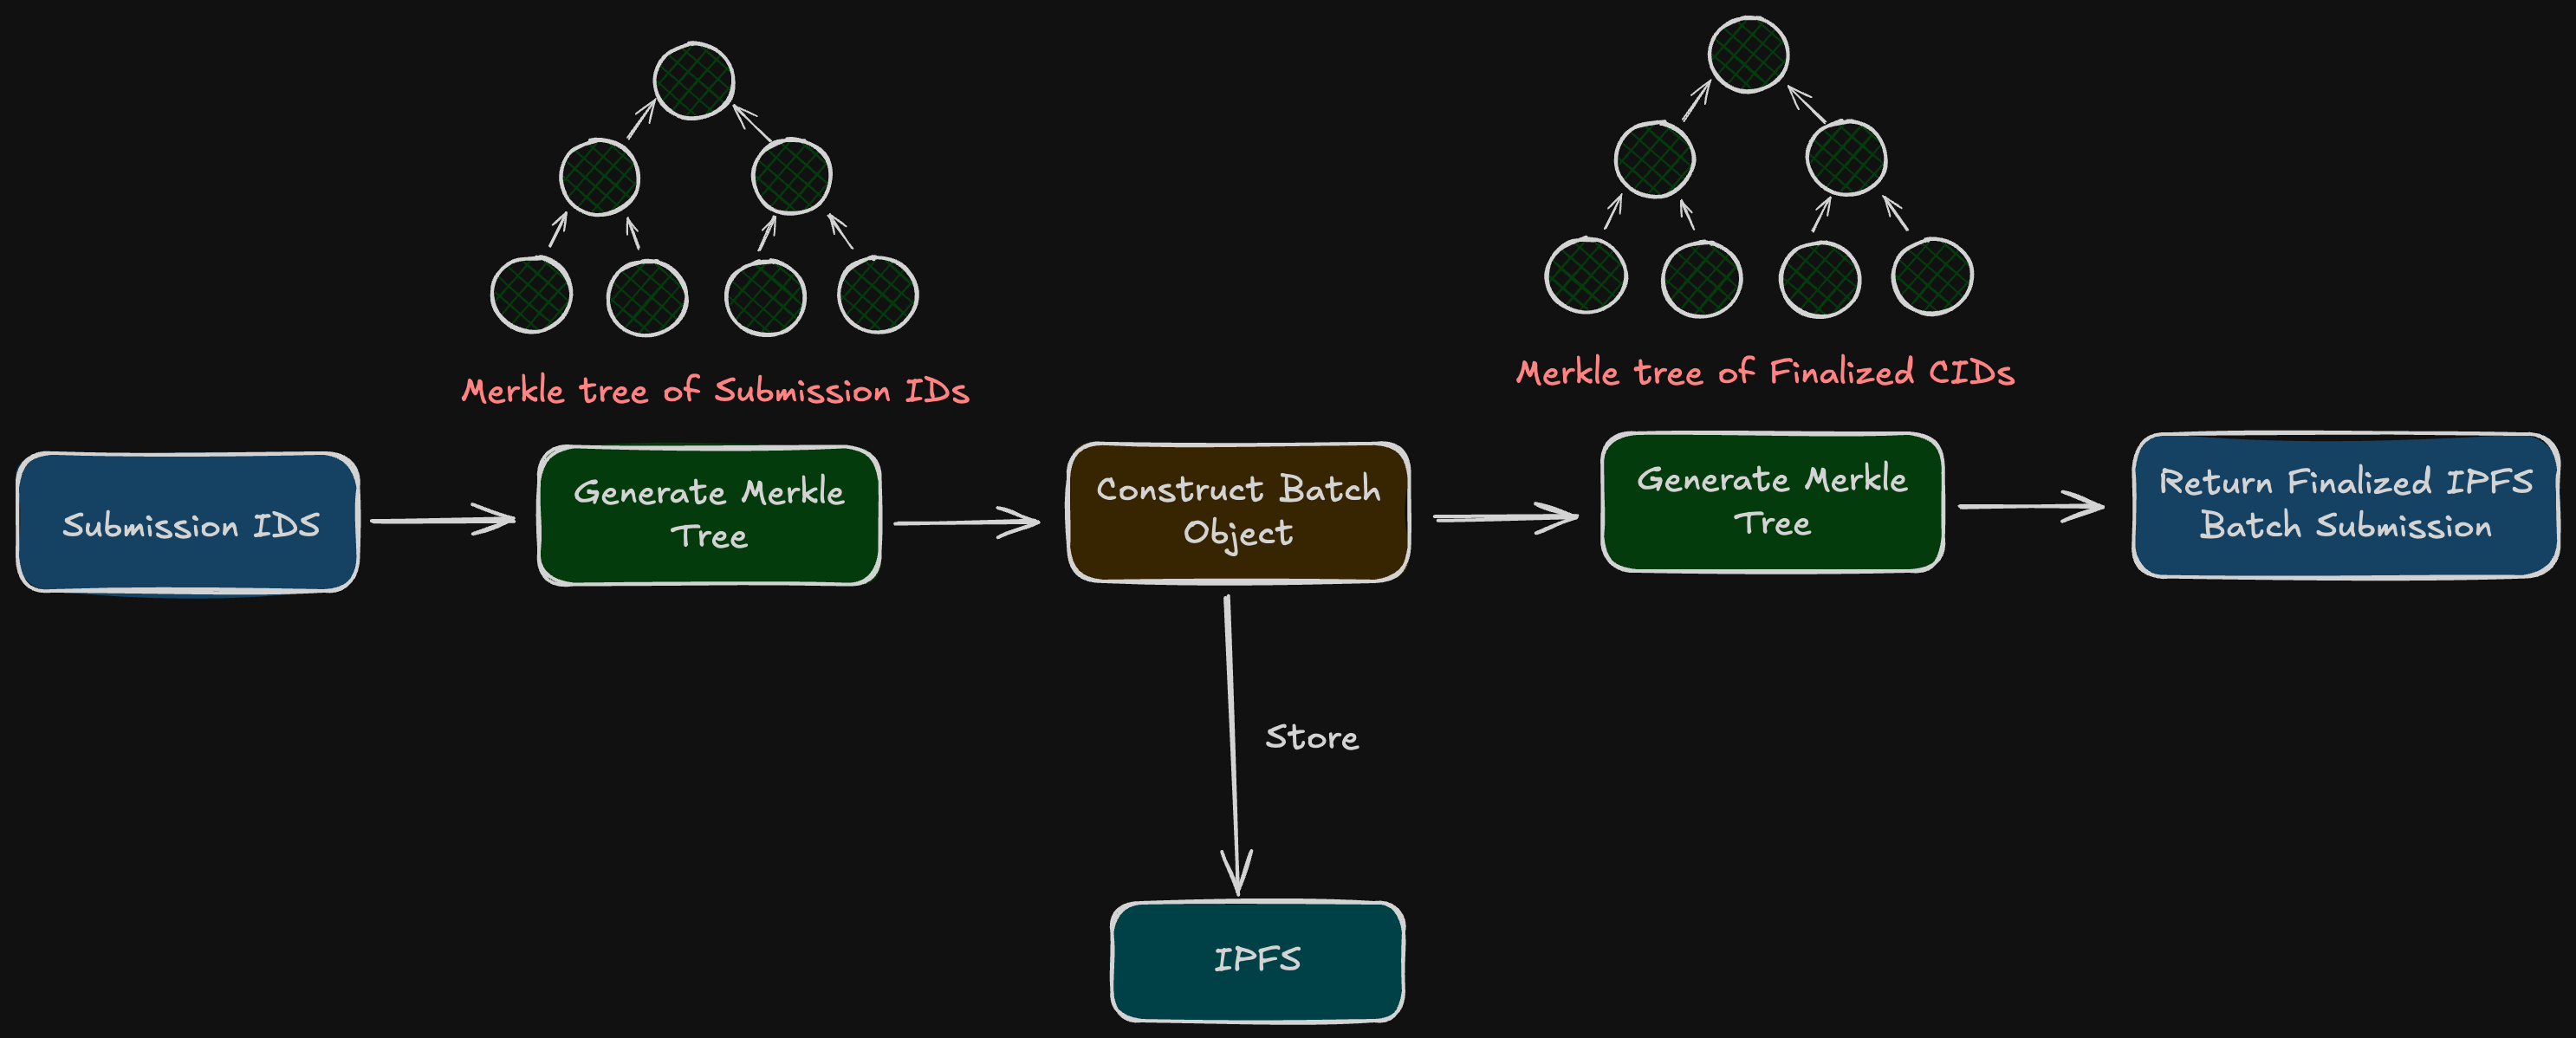 Merkle tree of Submission IDs
Merkle tree of Finalized CIDs
Submission IDS
Generate Merkle
Tree
Construct Batch
Object
Generate Merkle
Tree
Return Finalized IPFS
Batch Submission
Store
IPFS